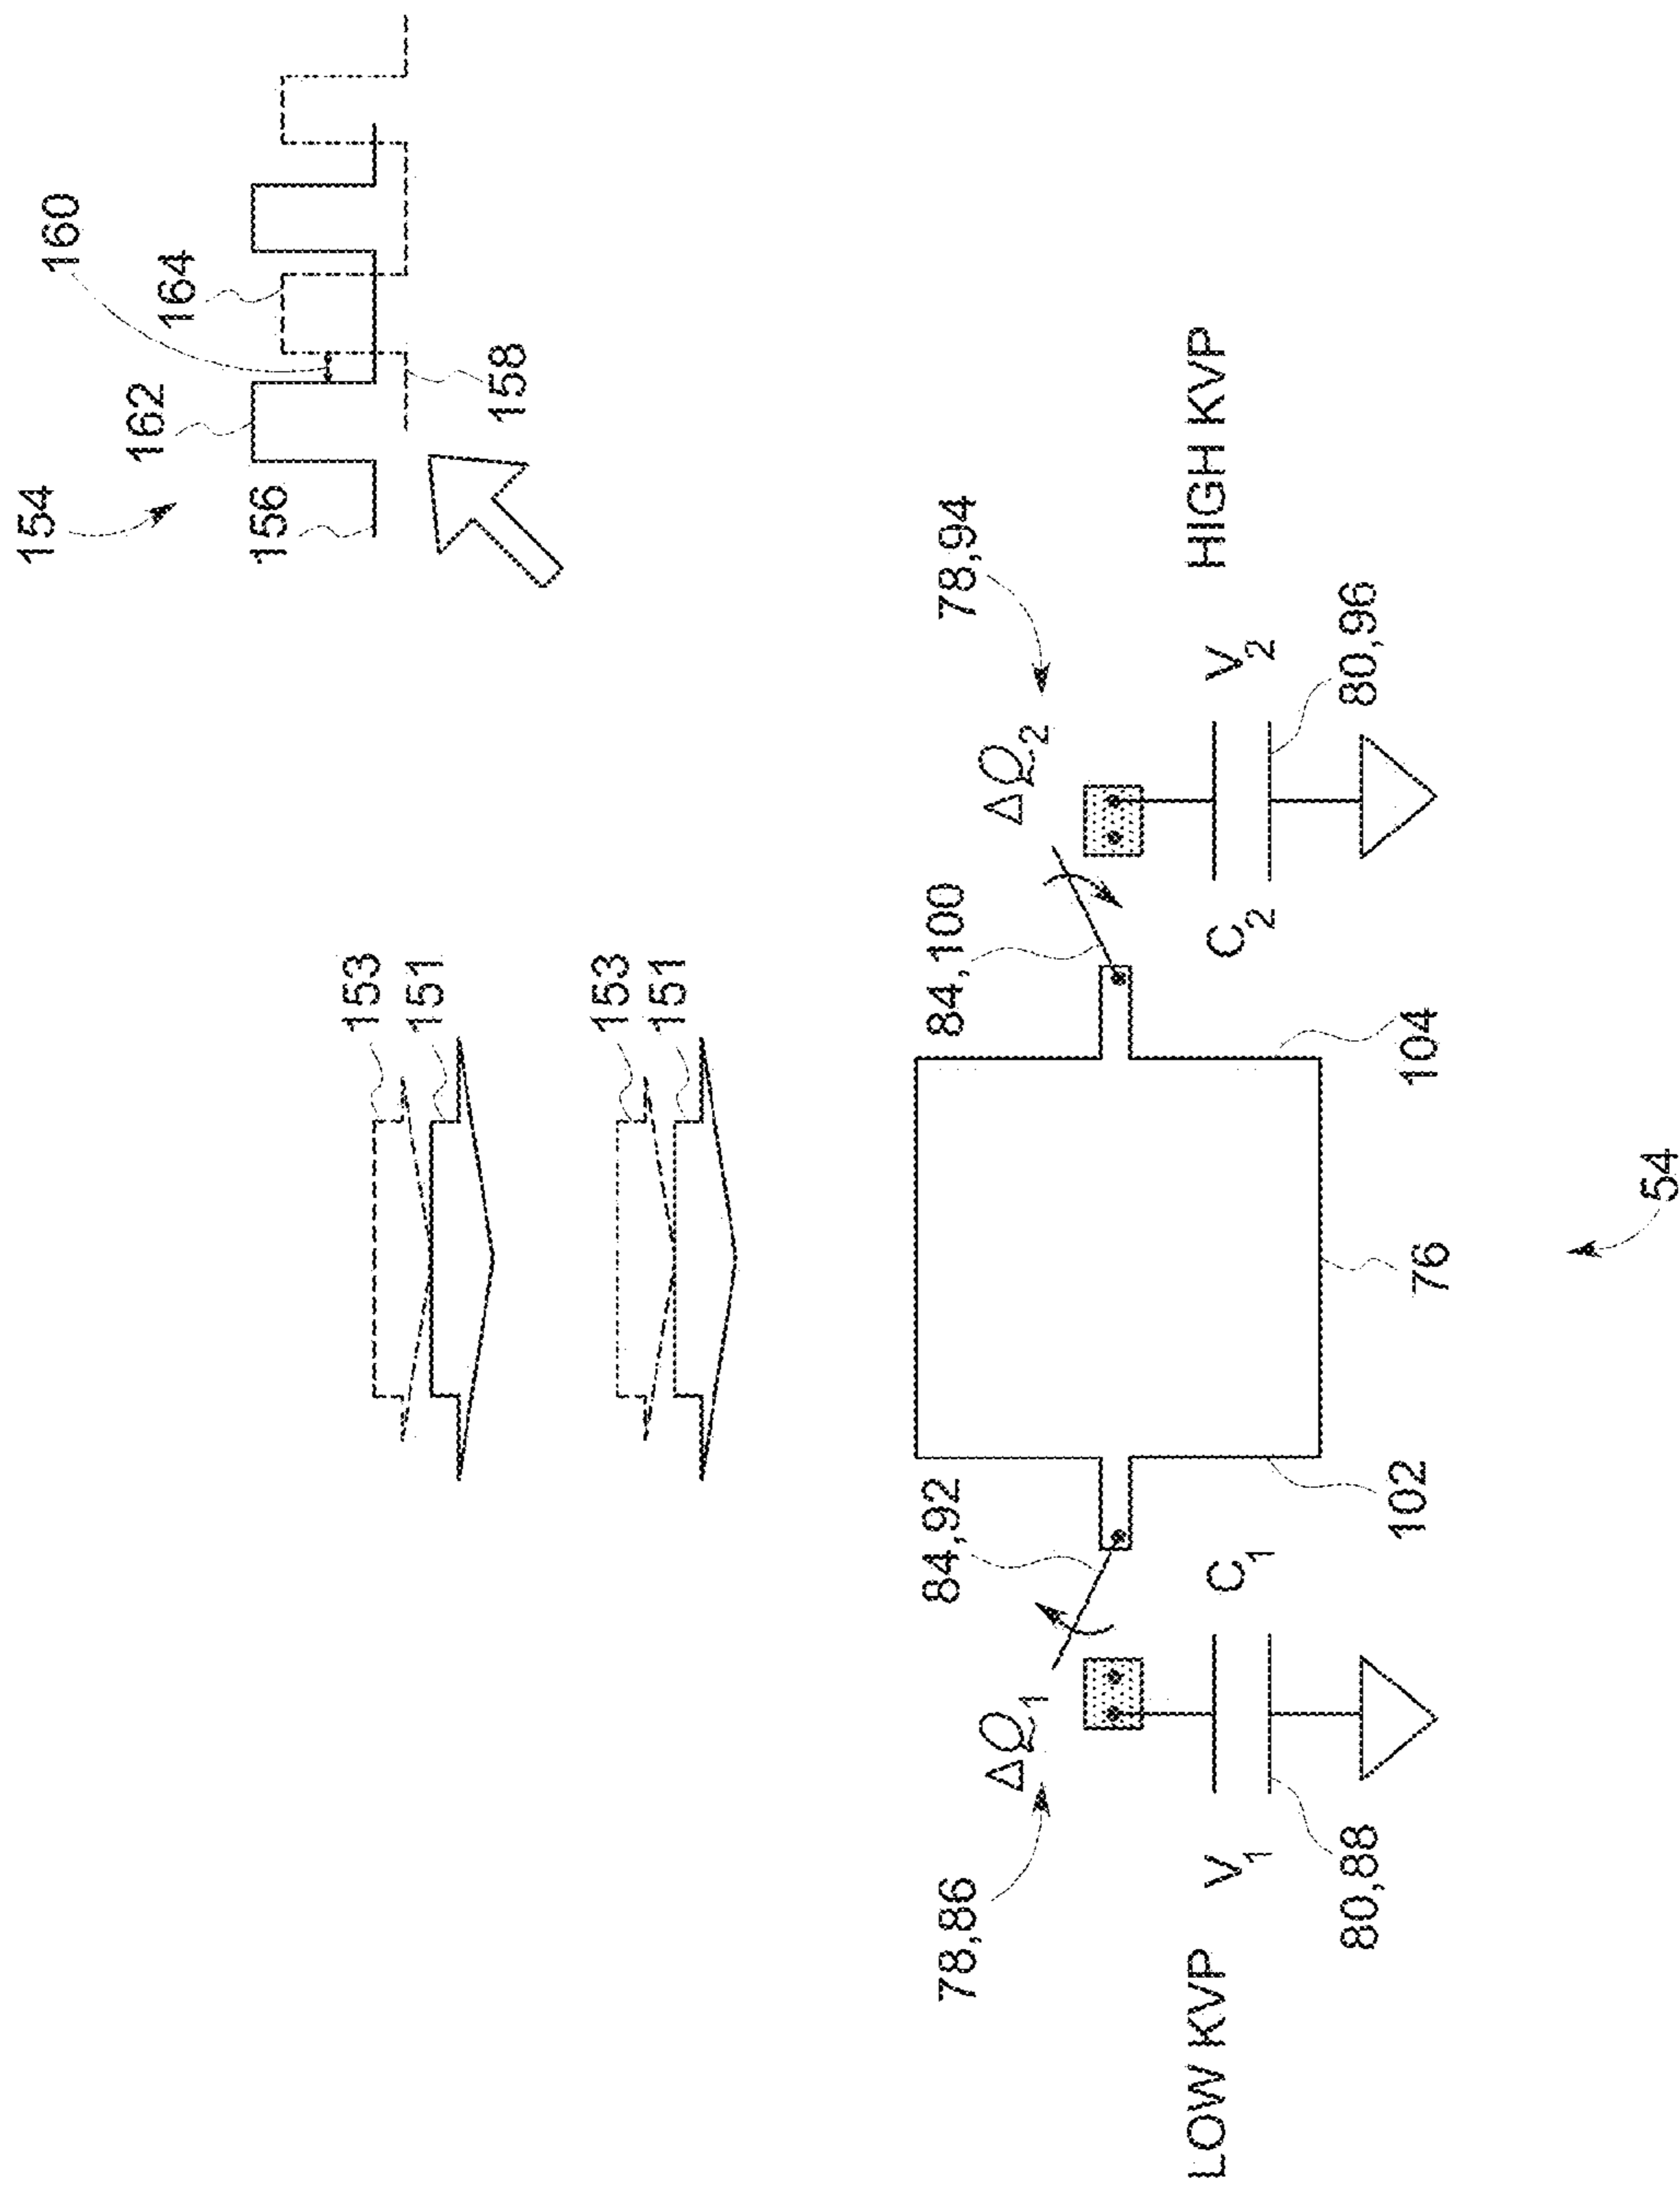 154
160
162
164
156
158
153
151
153
151
78,86
ΔQ1
84,92
84,100
ΔQ2
78,94
LOW KVP
V1
C1
C2
V2
HIGH KVP
80,88
102
76
104
80,96
54